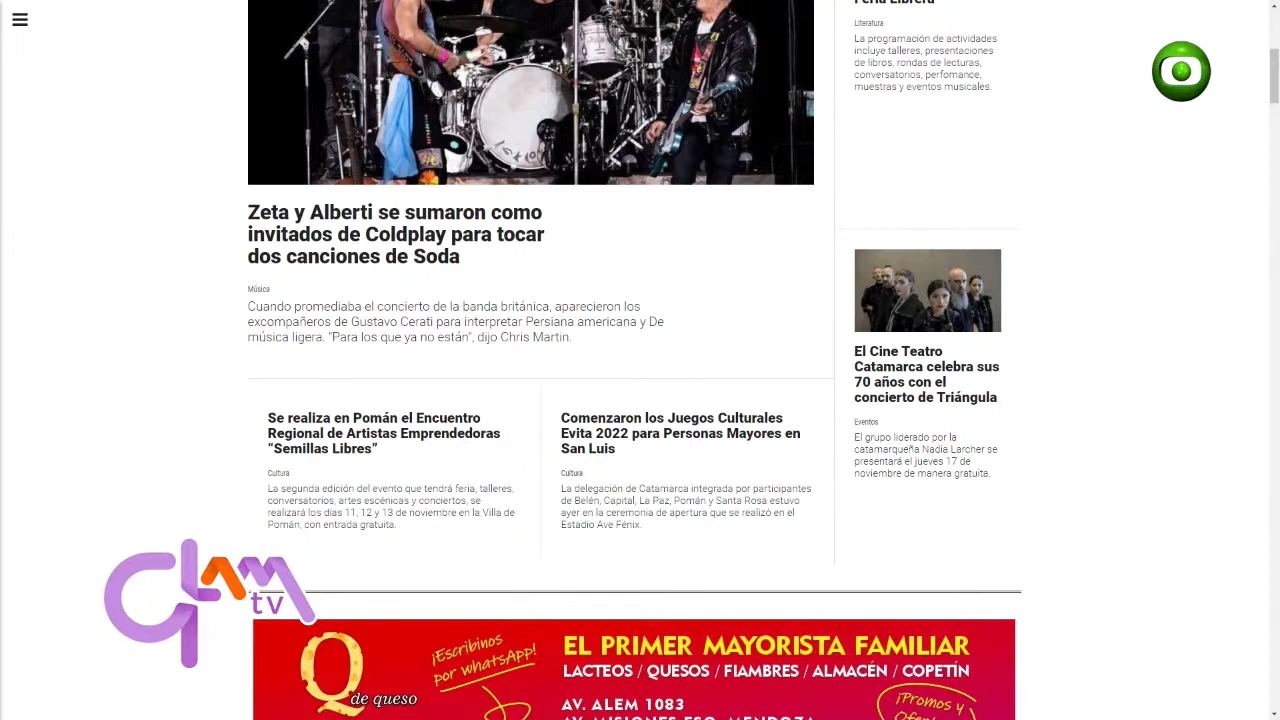 Zeta y Alberti se sumaron como
invitados de Coldplay para tocar
dos canciones de Soda
Música
Cuando promediaba el concierto de la banda británica, aparecieron los
excompañeros de Gustavo Cerati para interpretar Persiana americana y De
música ligera. "Para los que ya no están", dijo Chris Martin.
Se realiza en Pomán el Encuentro
Regional de Artistas Emprendedoras
“Semillas Libres”
Cultura
La segunda edición del evento que tendrá feria, talleres,
conversatorios, artes escénicas y conciertos, se
realizará los días 11, 12 y 13 de noviembre en la Villa de
Pomán, con entrada gratuita.
Comenzaron los Juegos Culturales
Evita 2022 para Personas Mayores en
San Luis
Cultura
La delegación de Catamarca integrada por participantes
de Belén, Capital, La Paz, Pomán y Santa Rosa estuvo
ayer en la ceremonia de apertura que se realizó en el
Estadio Ave Fénix.
Literatura
La programación de actividades
incluye talleres, presentaciones
de libros, rondas de lecturas,
conversatorios, perfomance,
muestras y eventos musicales.
El Cine Teatro
Catamarca celebra sus
70 años con el
concierto de Triángula
Eventos
El grupo liderado por la
catamarqueña Nadia Larcher se
presentará el jueves 17 de
noviembre de manera gratuita.
GLAM
tv
Q
de queso
¡Escribinos
por whatsApp!
EL PRIMER MAYORISTA FAMILIAR
LACTEOS / QUESOS / FIAMBRES / ALMACÉN / COPETÍN
AV. ALEM 1083
¡Promos y